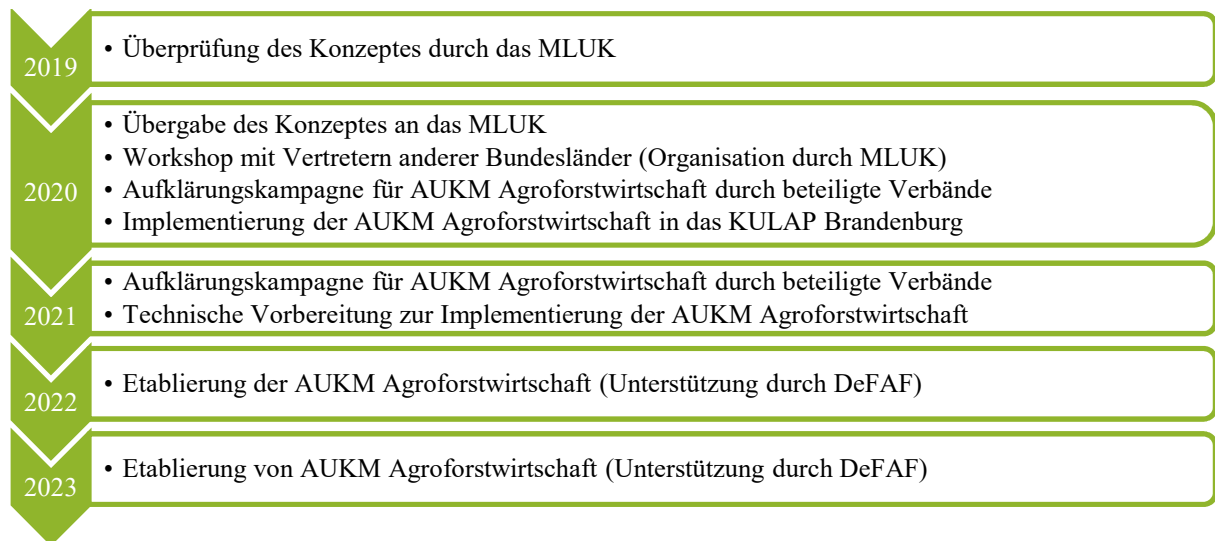 2019
• Überprüfung des Konzeptes durch das MLUK
2020
• Übergabe des Konzeptes an das MLUK
• Workshop mit Vertretern anderer Bundesländer (Organisation durch MLUK)
• Aufklärungskampagne für AUKM Agroforstwirtschaft durch beteiligte Verbände
• Implementierung der AUKM Agroforstwirtschaft in das KULAP Brandenburg
2021
• Aufklärungskampagne für AUKM Agroforstwirtschaft durch beteiligte Verbände
• Technische Vorbereitung zur Implementierung der AUKM Agroforstwirtschaft
2022
• Etablierung der AUKM Agroforstwirtschaft (Unterstützung durch DeFAF)
2023
• Etablierung von AUKM Agroforstwirtschaft (Unterstützung durch DeFAF)